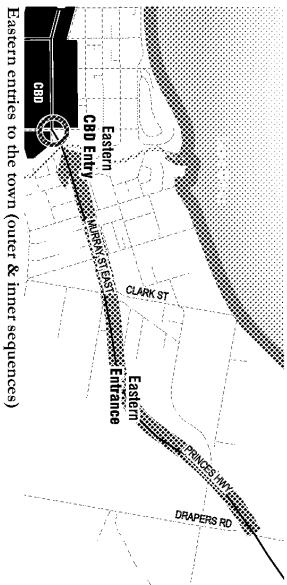 CBD
Eastern
CBD Entry
MURRAY ST EAST
CLARK ST
Eastern
Entrance
PRINCES HWY
DRAPERS RD
Eastern entries to the town (outer & inner sequences)